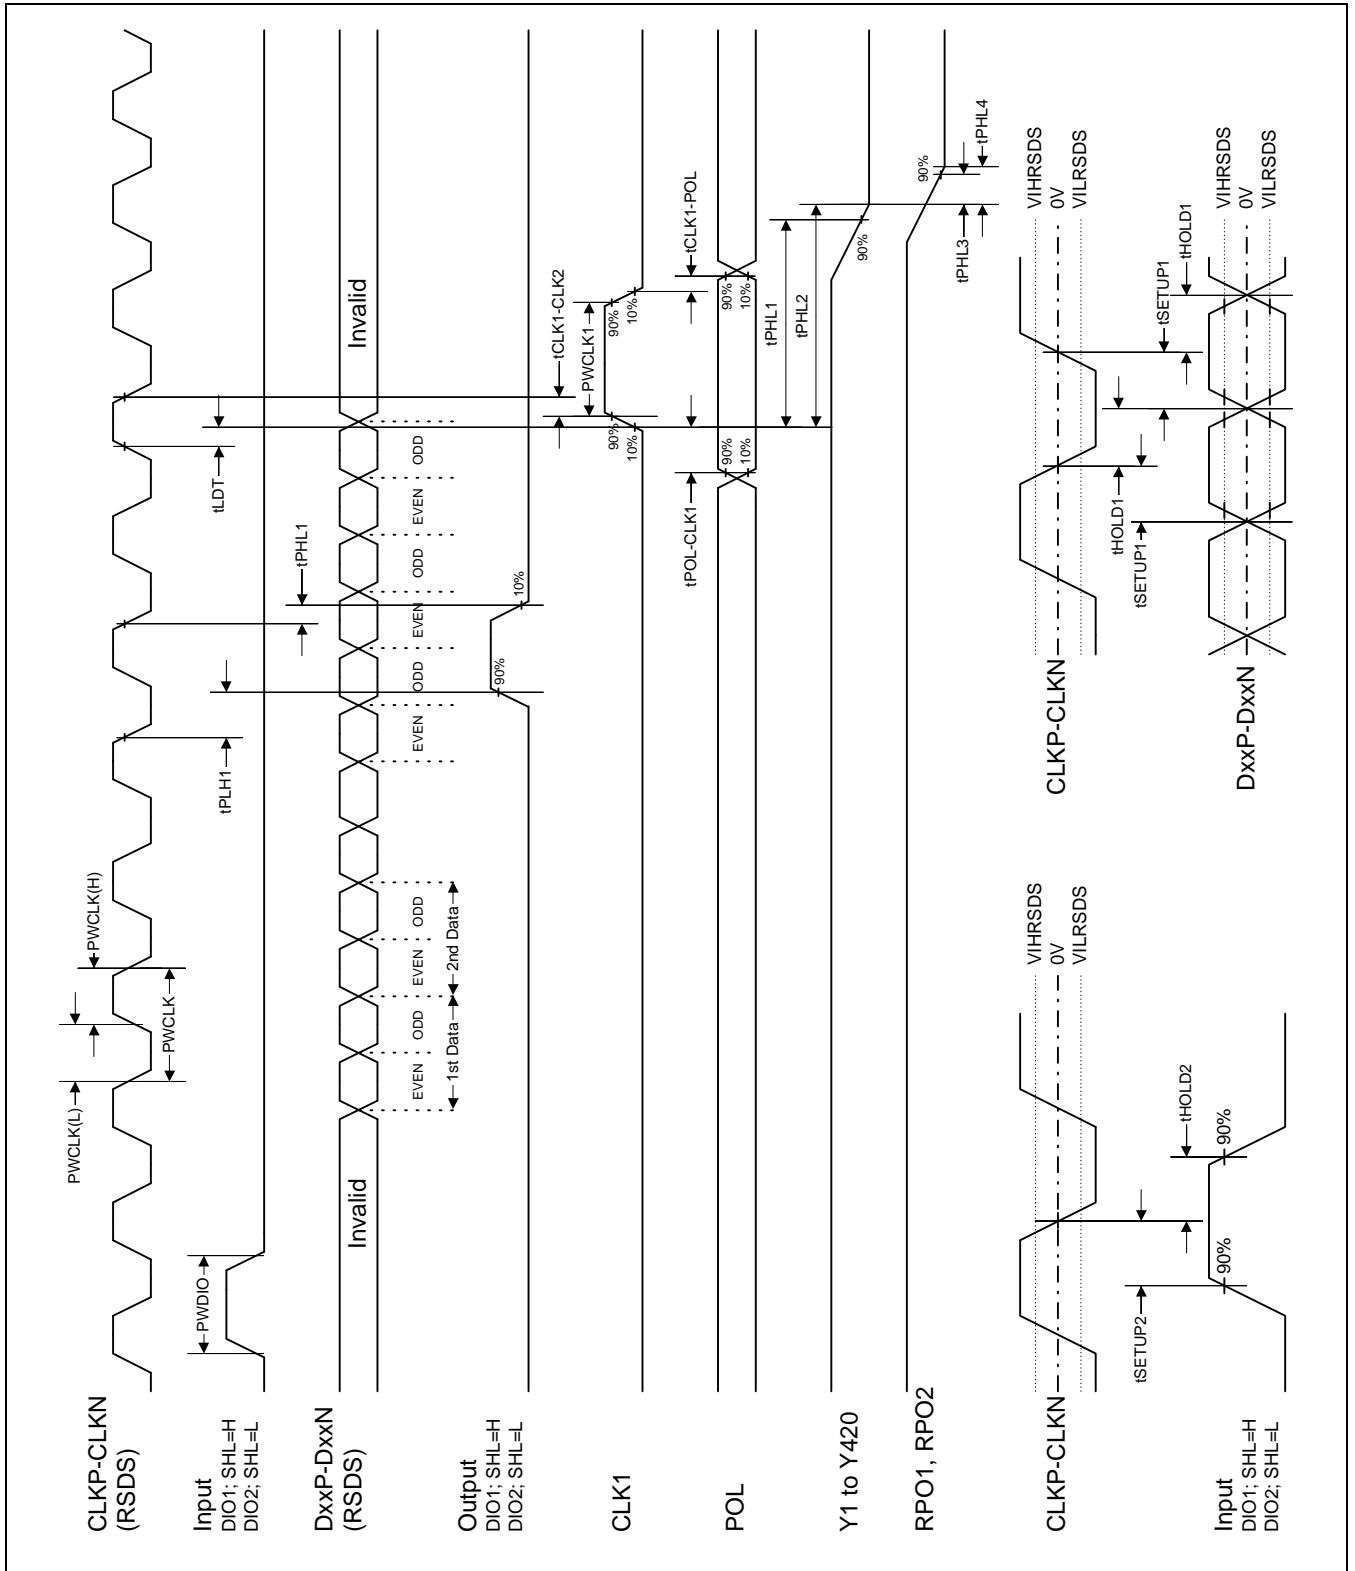 CLKP-CLKN
(RSDS)
PWCLK(L)
PWCLK(H)
PWCLK
Input
DIO1; SHL=H
DIO2; SHL=L
PWDIO
tPLH1
tLDT
DxxP-DxxN
(RSDS)
Invalid
Invalid
EVEN
ODD
EVEN
ODD
EVEN
ODD
EVEN
ODD
EVEN
ODD
1st Data
2nd Data
tPHL1
Output
DIO1; SHL=H
DIO2; SHL=L
90%
10%
tCLK1-CLK2
PWCLK1
CLK1
90%
10%
90%
10%
tPOL-CLK1
tCLK1-POL
POL
90%
10%
90%
10%
tPHL1
tPHL2
Y1 to Y420
90%
RPO1, RPO2
90%
tPHL3
tPHL4
CLKP-CLKN
VIHRSDS
0V
VILRSDS
tSETUP2
tHOLD2
Input
DIO1; SHL=H
DIO2; SHL=L
90%
90%
CLKP-CLKN
VIHRSDS
0V
VILRSDS
tSETUP1
tHOLD1
tSETUP1
tHOLD1
DxxP-DxxN
VIHRSDS
0V
VILRSDS